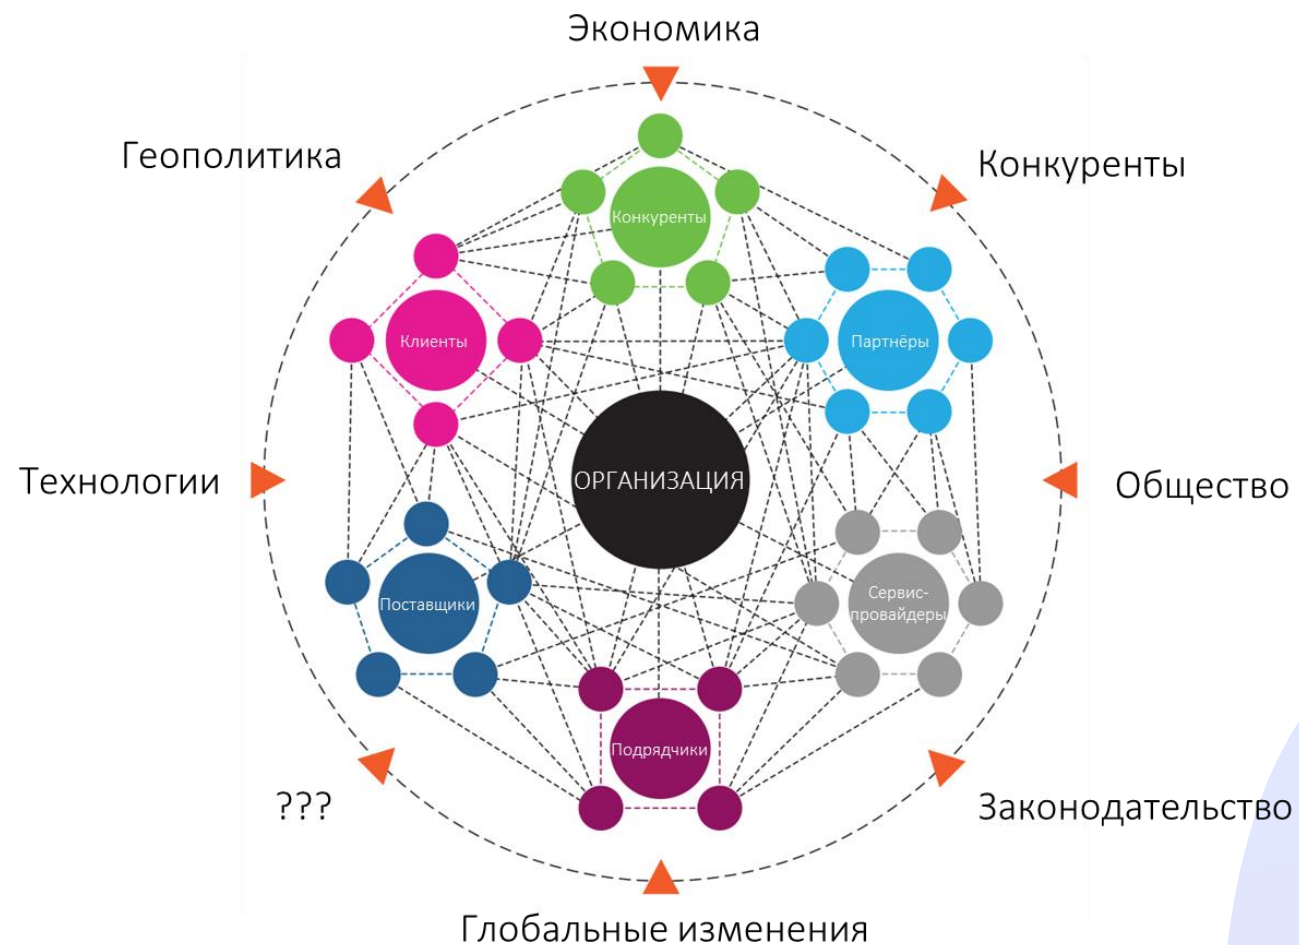 Экономика
Геополитика
Конкуренты
Конкуренты
Клиенты
Партнёры
Технологии
ОРГАНИЗАЦИЯ
Общество
Поставщики
Сервис-
провайдеры
Подрядчики
???
Законодательство
Глобальные изменения